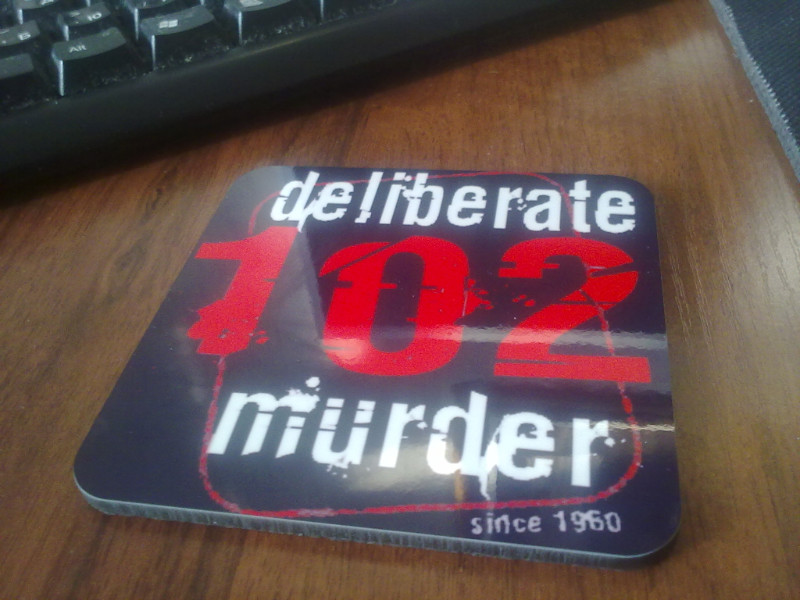 deliberate
102
murder
since 1960